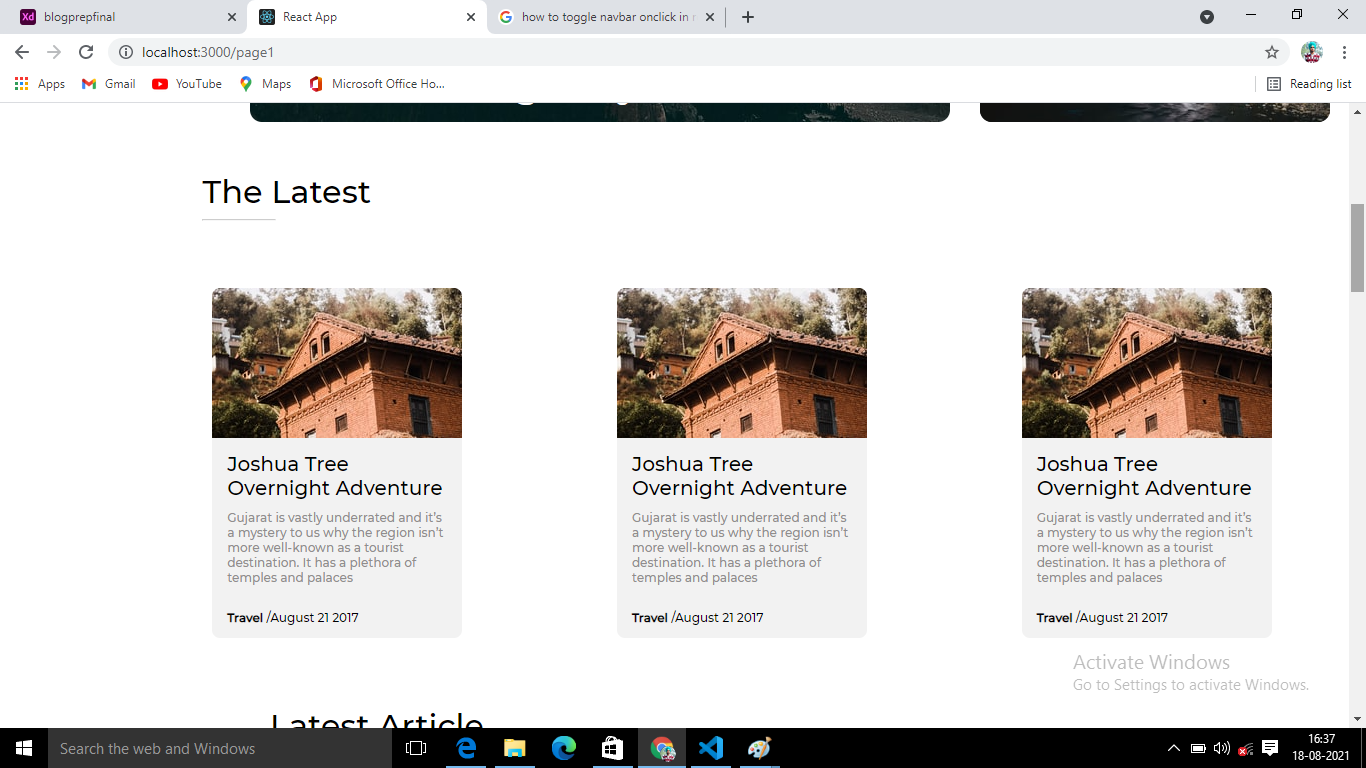 blogprepfinal
React App
how to toggle navbar onclick in r
localhost:3000/page1
Apps
Gmail
YouTube
Maps
Microsoft Office Ho...
Reading list
The Latest
Joshua Tree
Overnight Adventure
Gujarat is vastly underrated and it's
a mystery to us why the region isn't
more well-known as a tourist
destination. It has a plethora of
temples and palaces
Travel /August 21 2017
Joshua Tree
Overnight Adventure
Gujarat is vastly underrated and it's
a mystery to us why the region isn't
more well-known as a tourist
destination. It has a plethora of
temples and palaces
Travel /August 21 2017
Joshua Tree
Overnight Adventure
Gujarat is vastly underrated and it's
a mystery to us why the region isn't
more well-known as a tourist
destination. It has a plethora of
temples and palaces
Travel /August 21 2017
Activate Windows
Go to Settings to activate Windows.
Latest Article
Search the web and Windows
16:37
18-08-2021